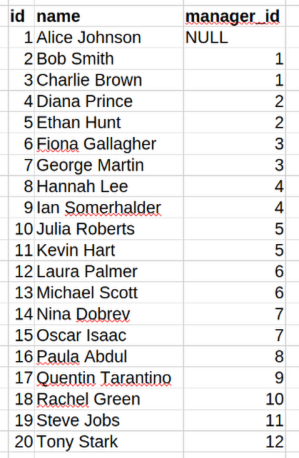 id name manager_id
1 Alice Johnson NULL
2 Bob Smith 1
3 Charlie Brown 1
4 Diana Prince 2
5 Ethan Hunt 2
6 Fiona Gallagher 3
7 George Martin 3
8 Hannah Lee 4
9 Ian Somerhalder 4
10 Julia Roberts 5
11 Kevin Hart 5
12 Laura Palmer 6
13 Michael Scott 6
14 Nina Dobrev 7
15 Oscar Isaac 7
16 Paula Abdul 8
17 Quentin Tarantino 9
18 Rachel Green 10
19 Steve Jobs 11
20 Tony Stark 12